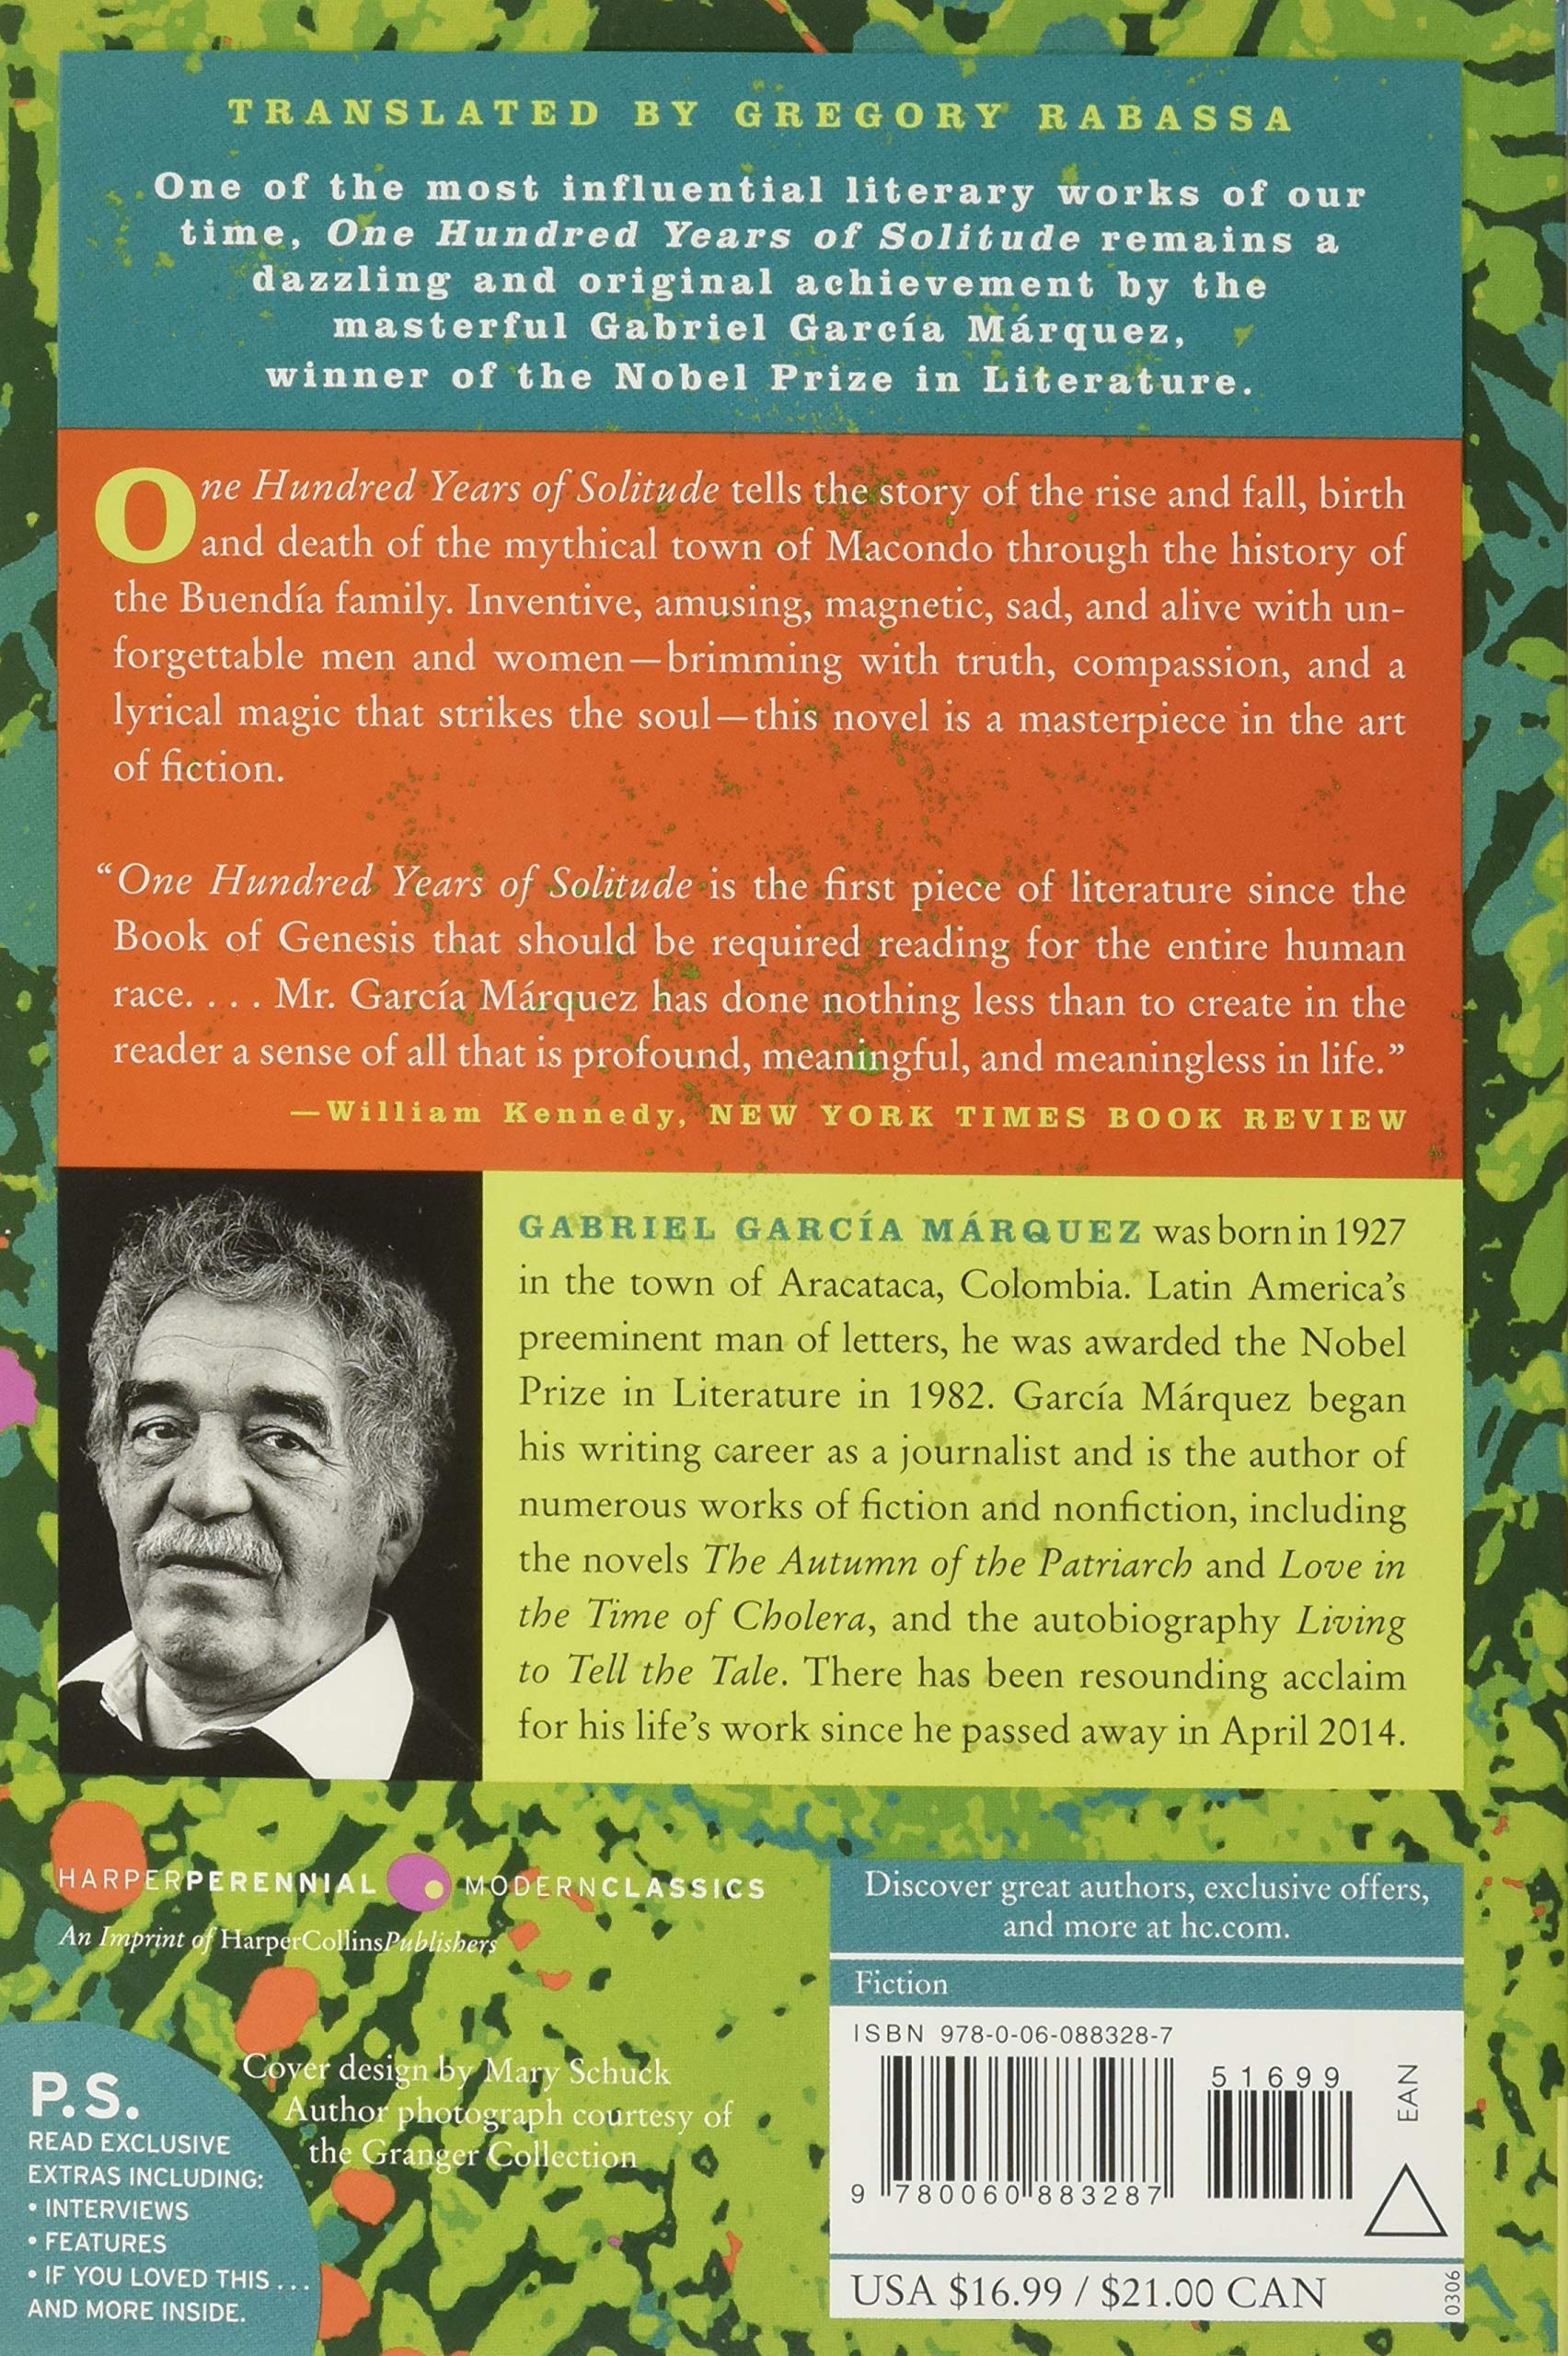 TRANSLATED BY GREGORY RABASSA
One of the most influential literary works of our
time, One Hundred Years of Solitude remains a
dazzling and original achievement by the
masterful Gabriel García Márquez,
winner of the Nobel Prize in Literature.
One Hundred Years of Solitude tells the story of the rise and fall, birth
and death of the mythical town of Macondo through the history of
the Buendía family. Inventive, amusing, magnetic, sad, and alive with un-
forgettable men and women—brimming with truth, compassion, and a
lyrical magic that strikes the soul—this novel is a masterpiece in the art
of fiction.
“One Hundred Years of Solitude is the first piece of literature since the
Book of Genesis that should be required reading for the entire human
race. . . . Mr. García Márquez has done nothing less than to create in the
reader a sense of all that is profound, meaningful, and meaningless in life.”
—William Kennedy, NEW YORK TIMES BOOK REVIEW
GABRIEL GARCÍA MÁRQUEZ was born in 1927
in the town of Aracataca, Colombia. Latin America’s
preeminent man of letters, he was awarded the Nobel
Prize in Literature in 1982. García Márquez began
his writing career as a journalist and is the author of
numerous works of fiction and nonfiction, including
the novels The Autumn of the Patriarch and Love in
the Time of Cholera, and the autobiography Living
to Tell the Tale. There has been resounding acclaim
for his life’s work since he passed away in April 2014.
HARPERPERENNIAL MODERNCLASSICS
An Imprint of HarperCollinsPublishers
Cover design by Mary Schuck
Author photograph courtesy of
the Granger Collection
P.S.
READ EXCLUSIVE
EXTRAS INCLUDING:
• INTERVIEWS
• FEATURES
• IF YOU LOVED THIS . . .
AND MORE INSIDE.
Discover great authors, exclusive offers,
and more at hc.com.
Fiction
ISBN 978-0-06-088328-7
51699
EAN
9 780060 883287
USA $16.99 / $21.00 CAN
0306